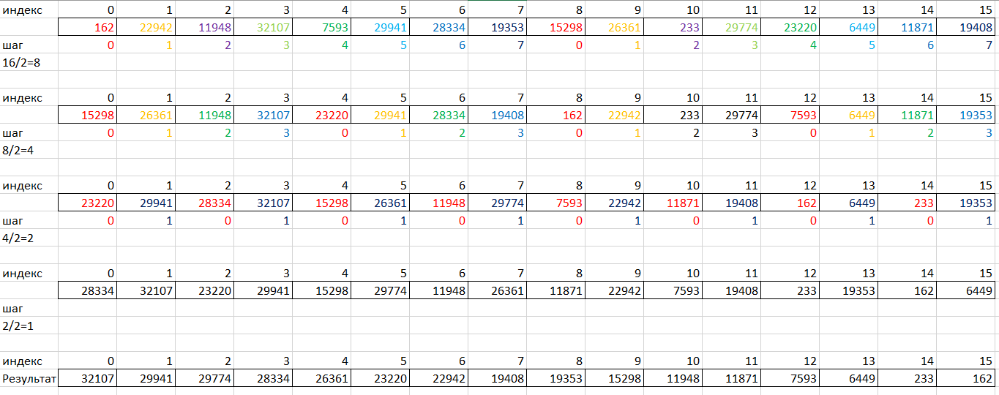 индекс 0 1 2 3 4 5 6 7 8 9 10 11 12 13 14 15
162 22942 11948 32107 7593 29941 28334 19353 15298 26361 233 29774 23220 6449 11871 19408
шаг 0 1 2 3 4 5 6 7 0 1 2 3 4 5 6 7
16/2=8
индекс 0 1 2 3 4 5 6 7 8 9 10 11 12 13 14 15
15298 26361 11948 32107 23220 29941 28334 19408 162 22942 233 29774 7593 6449 11871 19353
шаг 0 1 2 3 0 1 2 3 0 1 2 3 0 1 2 3
8/2=4
индекс 0 1 2 3 4 5 6 7 8 9 10 11 12 13 14 15
23220 29941 28334 32107 15298 26361 11948 29774 7593 22942 11871 19408 162 6449 233 19353
шаг 0 1 0 1 0 1 0 1 0 1 0 1 0 1 0 1
4/2=2
индекс 0 1 2 3 4 5 6 7 8 9 10 11 12 13 14 15
28334 32107 23220 29941 15298 29774 11948 26361 11871 22942 7593 19408 233 19353 162 6449
шаг
2/2=1
индекс 0 1 2 3 4 5 6 7 8 9 10 11 12 13 14 15
Результат 32107 29941 29774 28334 26361 23220 22942 19408 19353 15298 11948 11871 7593 6449 233 162